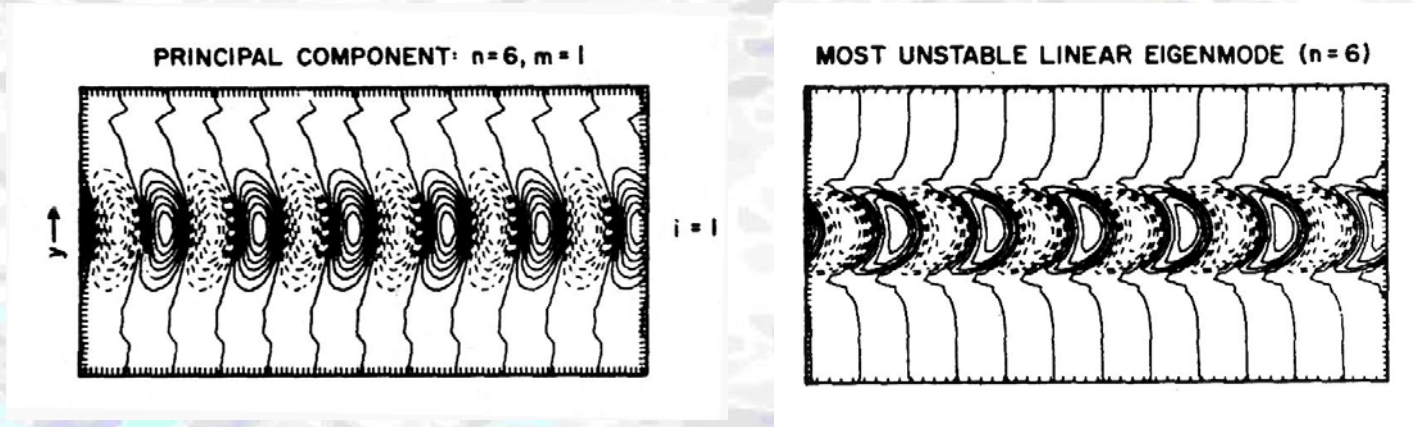 PRINCIPAL COMPONENT: n=6, m=1
y →
i = 1
MOST UNSTABLE LINEAR EIGENMODE (n=6)